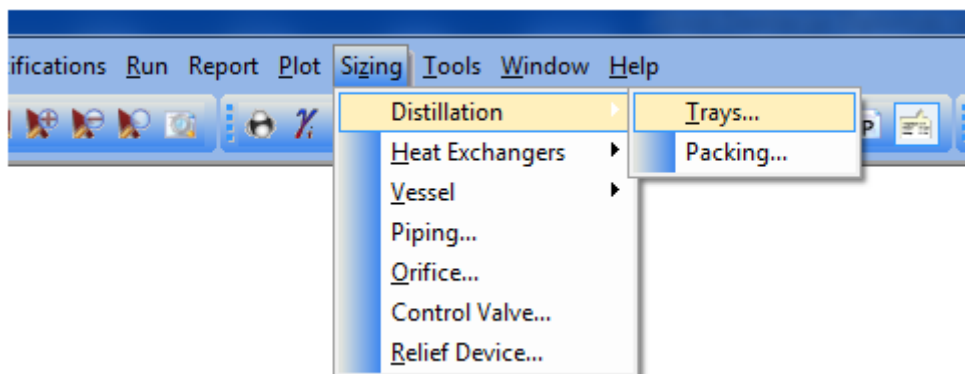 ifications Run Report Plot Sizing Tools Window Help
Distillation Trays...
Heat Exchangers Packing...
Vessel
Piping...
Orifice...
Control Valve...
Relief Device...